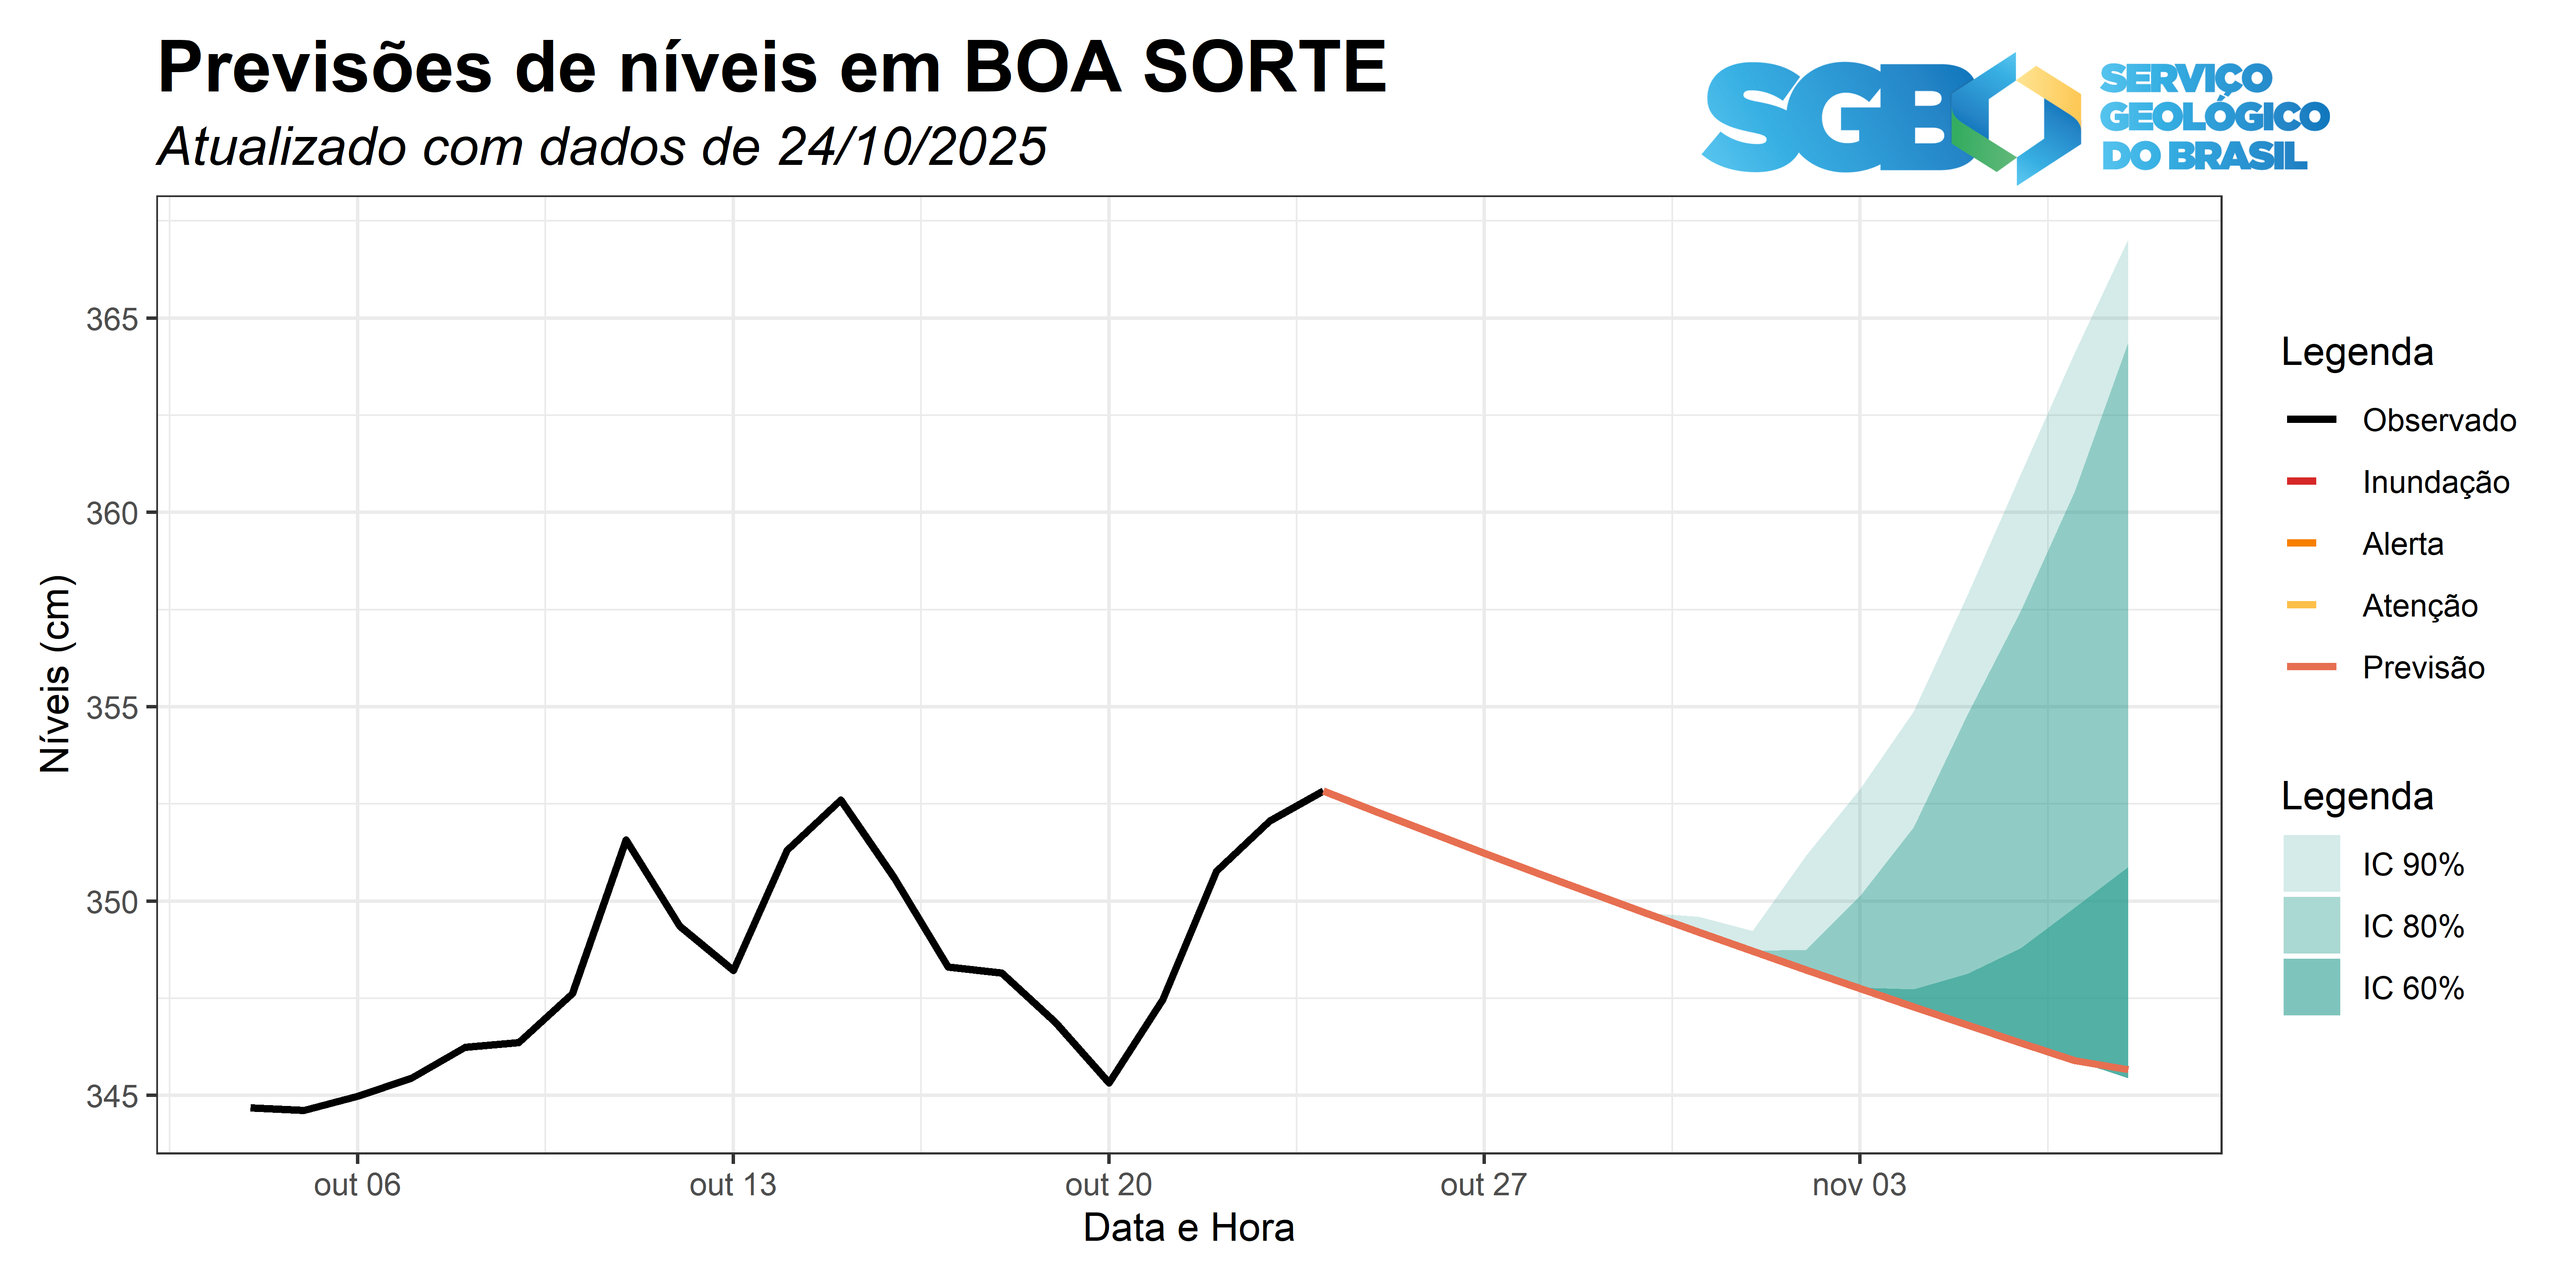 Previsões de níveis em BOA SORTE
Atualizado com dados de 24/10/2025
SGB
SERVIÇO
GEOLÓGICO
DO BRASIL
Níveis (cm)
365
360
355
350
345
out 06
out 13
out 20
out 27
nov 03
Data e Hora
Legenda
Observado
Inundação
Alerta
Atenção
Previsão
Legenda
IC 90%
IC 80%
IC 60%